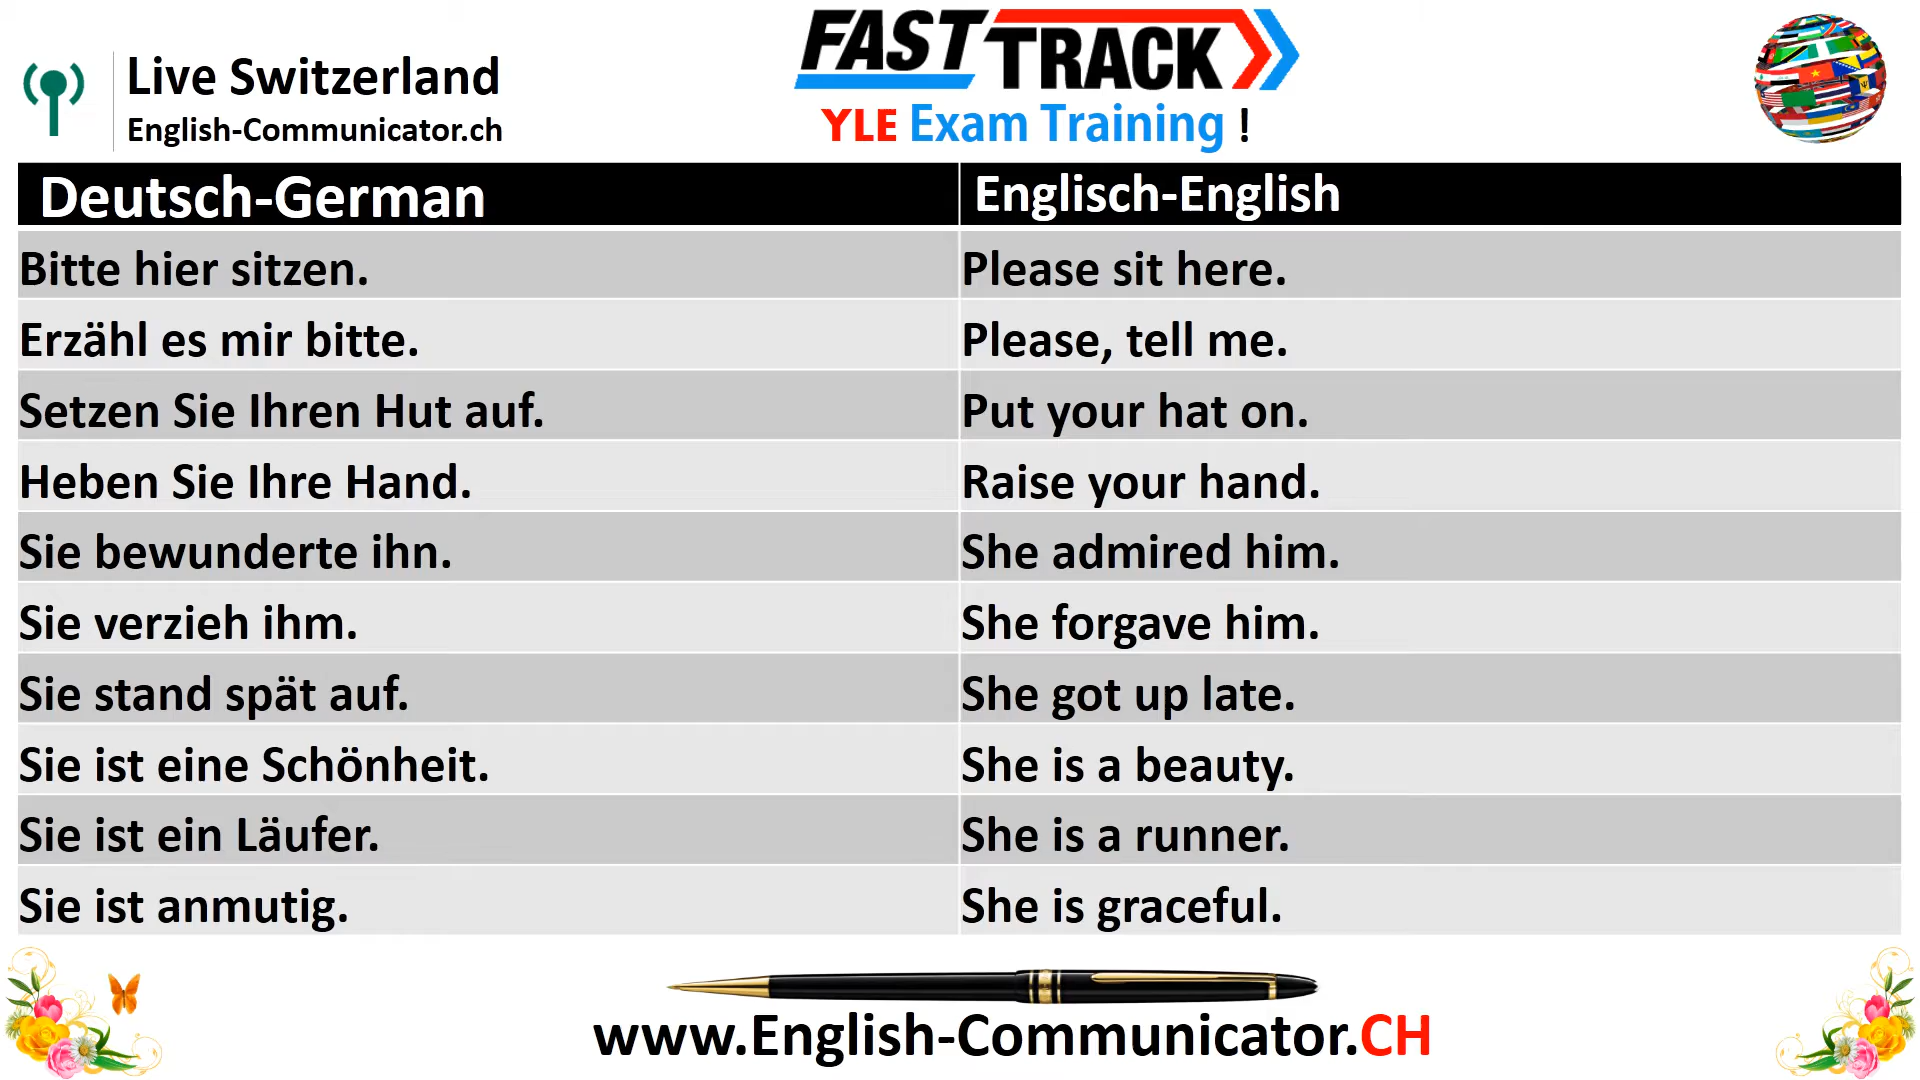 Live Switzerland
English-Communicator.ch
FAST TRACK
YLE Exam Training !
Deutsch-German Englisch-English
Bitte hier sitzen. Please sit here.
Erzähl es mir bitte. Please, tell me.
Setzen Sie Ihren Hut auf. Put your hat on.
Heben Sie Ihre Hand. Raise your hand.
Sie bewunderte ihn. She admired him.
Sie verzieh ihm. She forgave him.
Sie stand spät auf. She got up late.
Sie ist eine Schönheit. She is a beauty.
Sie ist ein Läufer. She is a runner.
Sie ist anmutig. She is graceful.
www.English-Communicator.CH